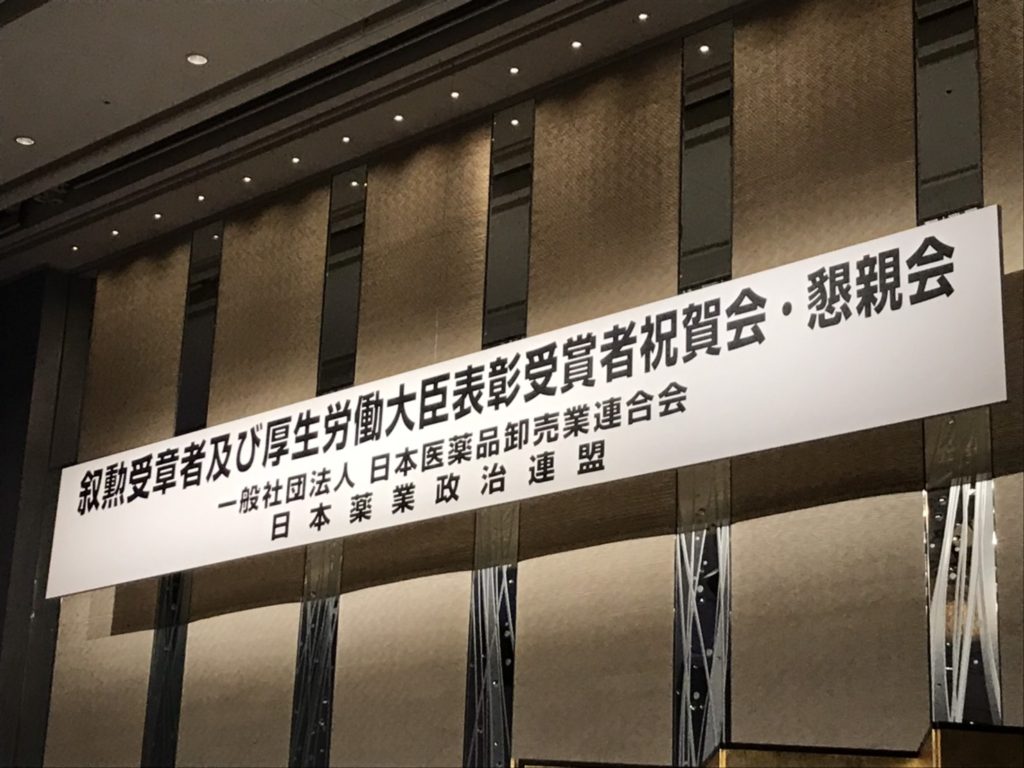 叙勲受章者及び厚生労働大臣表彰受賞者祝賀会・懇親会
一般社団法人 日本医薬品卸売業連合会
日本薬業政治連盟